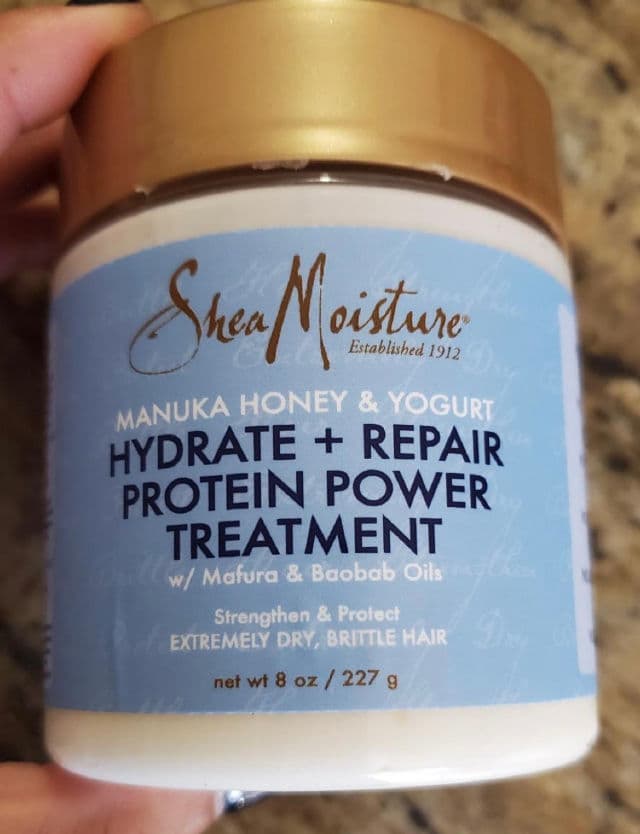 SheaMoisture®
Established 1912
MANUKA HONEY & YOGURT
HYDRATE + REPAIR
PROTEIN POWER
TREATMENT
w/ Mafura & Baobab Oils
Strengthen & Protect
EXTREMELY DRY, BRITTLE HAIR
net wt 8 oz / 227 g